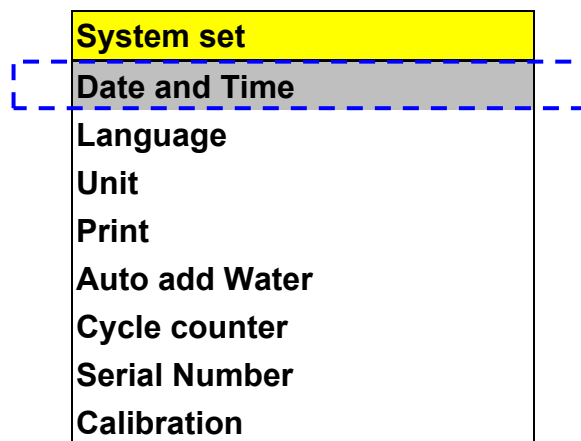 System set
Date and Time
Language
Unit
Print
Auto add Water
Cycle counter
Serial Number
Calibration